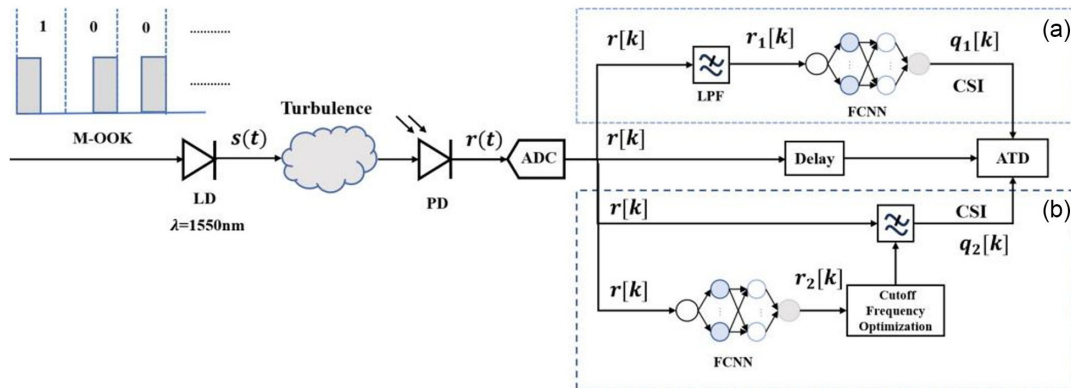 1 0 0 ............
............
M-OOK
s(t)
LD
λ=1550nm
Turbulence
PD
r(t)
ADC
(a)
r[k]
LPF
r₁[k]
FCNN
q₁[k]
CSI
r[k]
Delay
ATD
(b)
r[k]
CSI
q₂[k]
r[k]
FCNN
r₂[k]
Cutoff
Frequency
Optimization